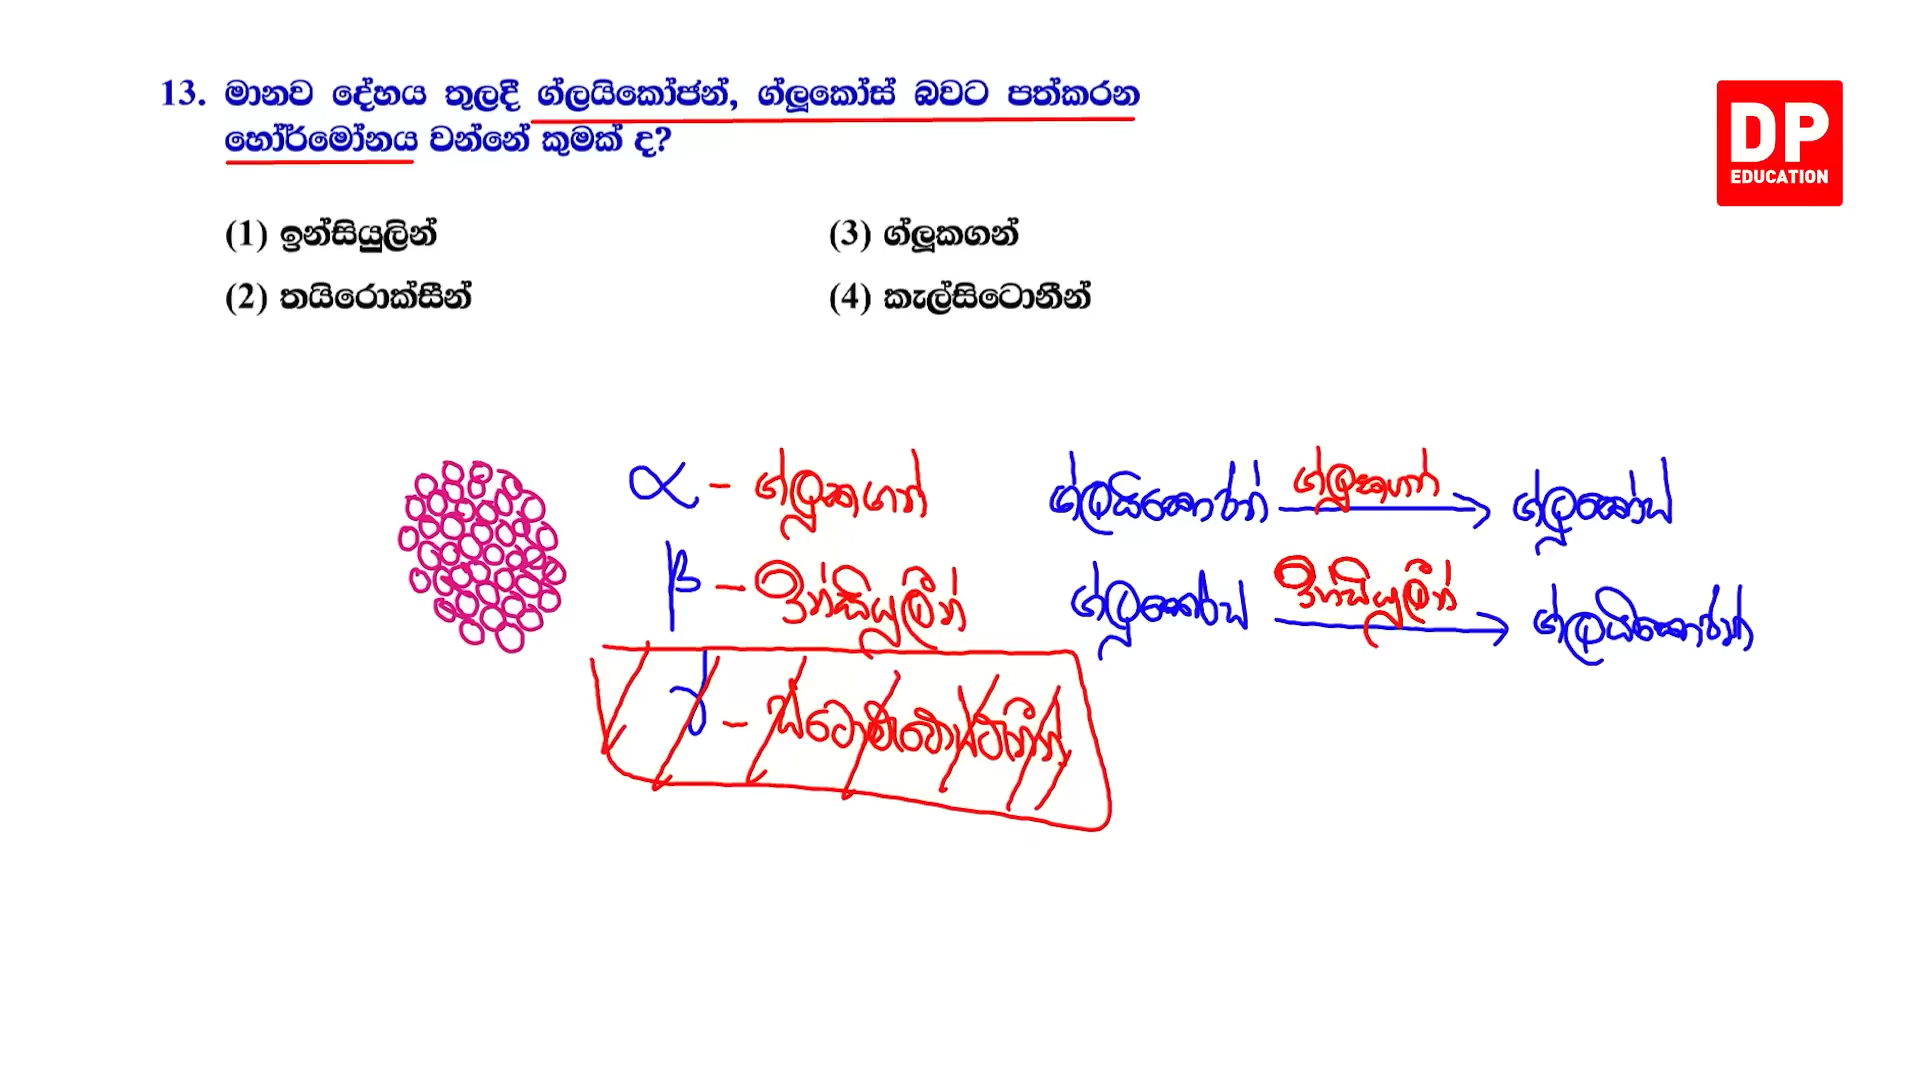 13. මානව දේහය තුලදී ග්ලයිකෝජන්, ග්ලූකෝස් බවට පත්කරන
හෝර්මෝනය වන්නේ කුමක් ද?
DP
EDUCATION
(1) ඉන්සියුලින්
(3) ග්ලූකගන්
(2) තයිරොක්සීන්
(4) කැල්සිටොනීන්
α - ග්ලූකගන්
ග්ලයිකොජන් ග්ලූකගන් → ග්ලූකෝස්
β - ඉන්සියුලීන්
ග්ලූකෝස් ඉන්සියුලීන් → ග්ලයිකොජන්